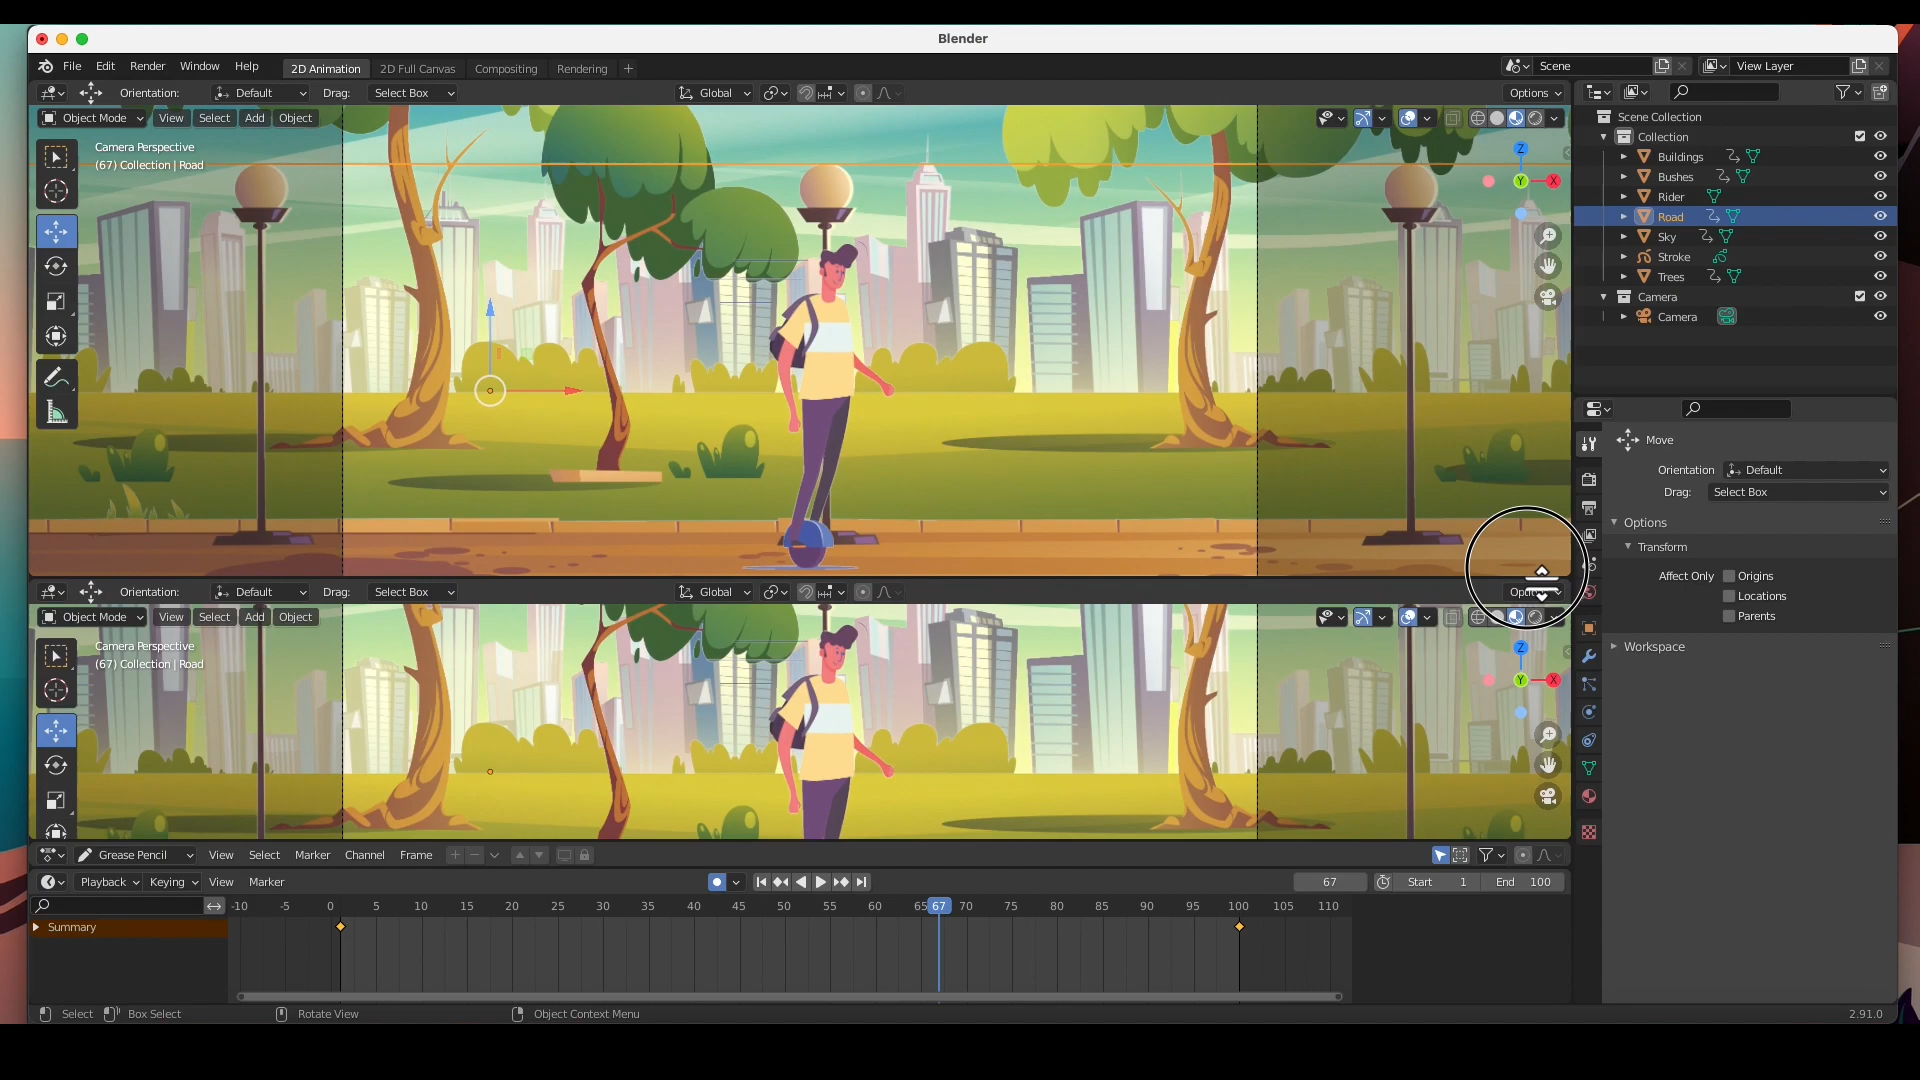 Blender
File Edit Render Window Help 2D Animation 2D Full Canvas Compositing Rendering + Scene View Layer
Orientation: Default Drag: Select Box Global Options
Object Mode View Select Add Object
Camera Perspective
(67) Collection | Road
Z
Y X
Scene Collection
Collection
Buildings
Bushes
Rider
Road
Sky
Stroke
Trees
Camera
Camera
Move
Orientation Default
Drag: Select Box
Options
Transform
Affect Only Origins
Locations
Parents
Workspace
Orientation: Default Drag: Select Box Global
Object Mode View Select Add Object
Camera Perspective
(67) Collection | Road
Z
Y X
Grease Pencil View Select Marker Channel Frame
Playback Keying View Marker 67 Start 1 End 100
-10 -5 0 5 10 15 20 25 30 35 40 45 50 55 60 65 67 70 75 80 85 90 95 100 105 110
Summary
Select Box Select Rotate View Object Context Menu 2.91.0